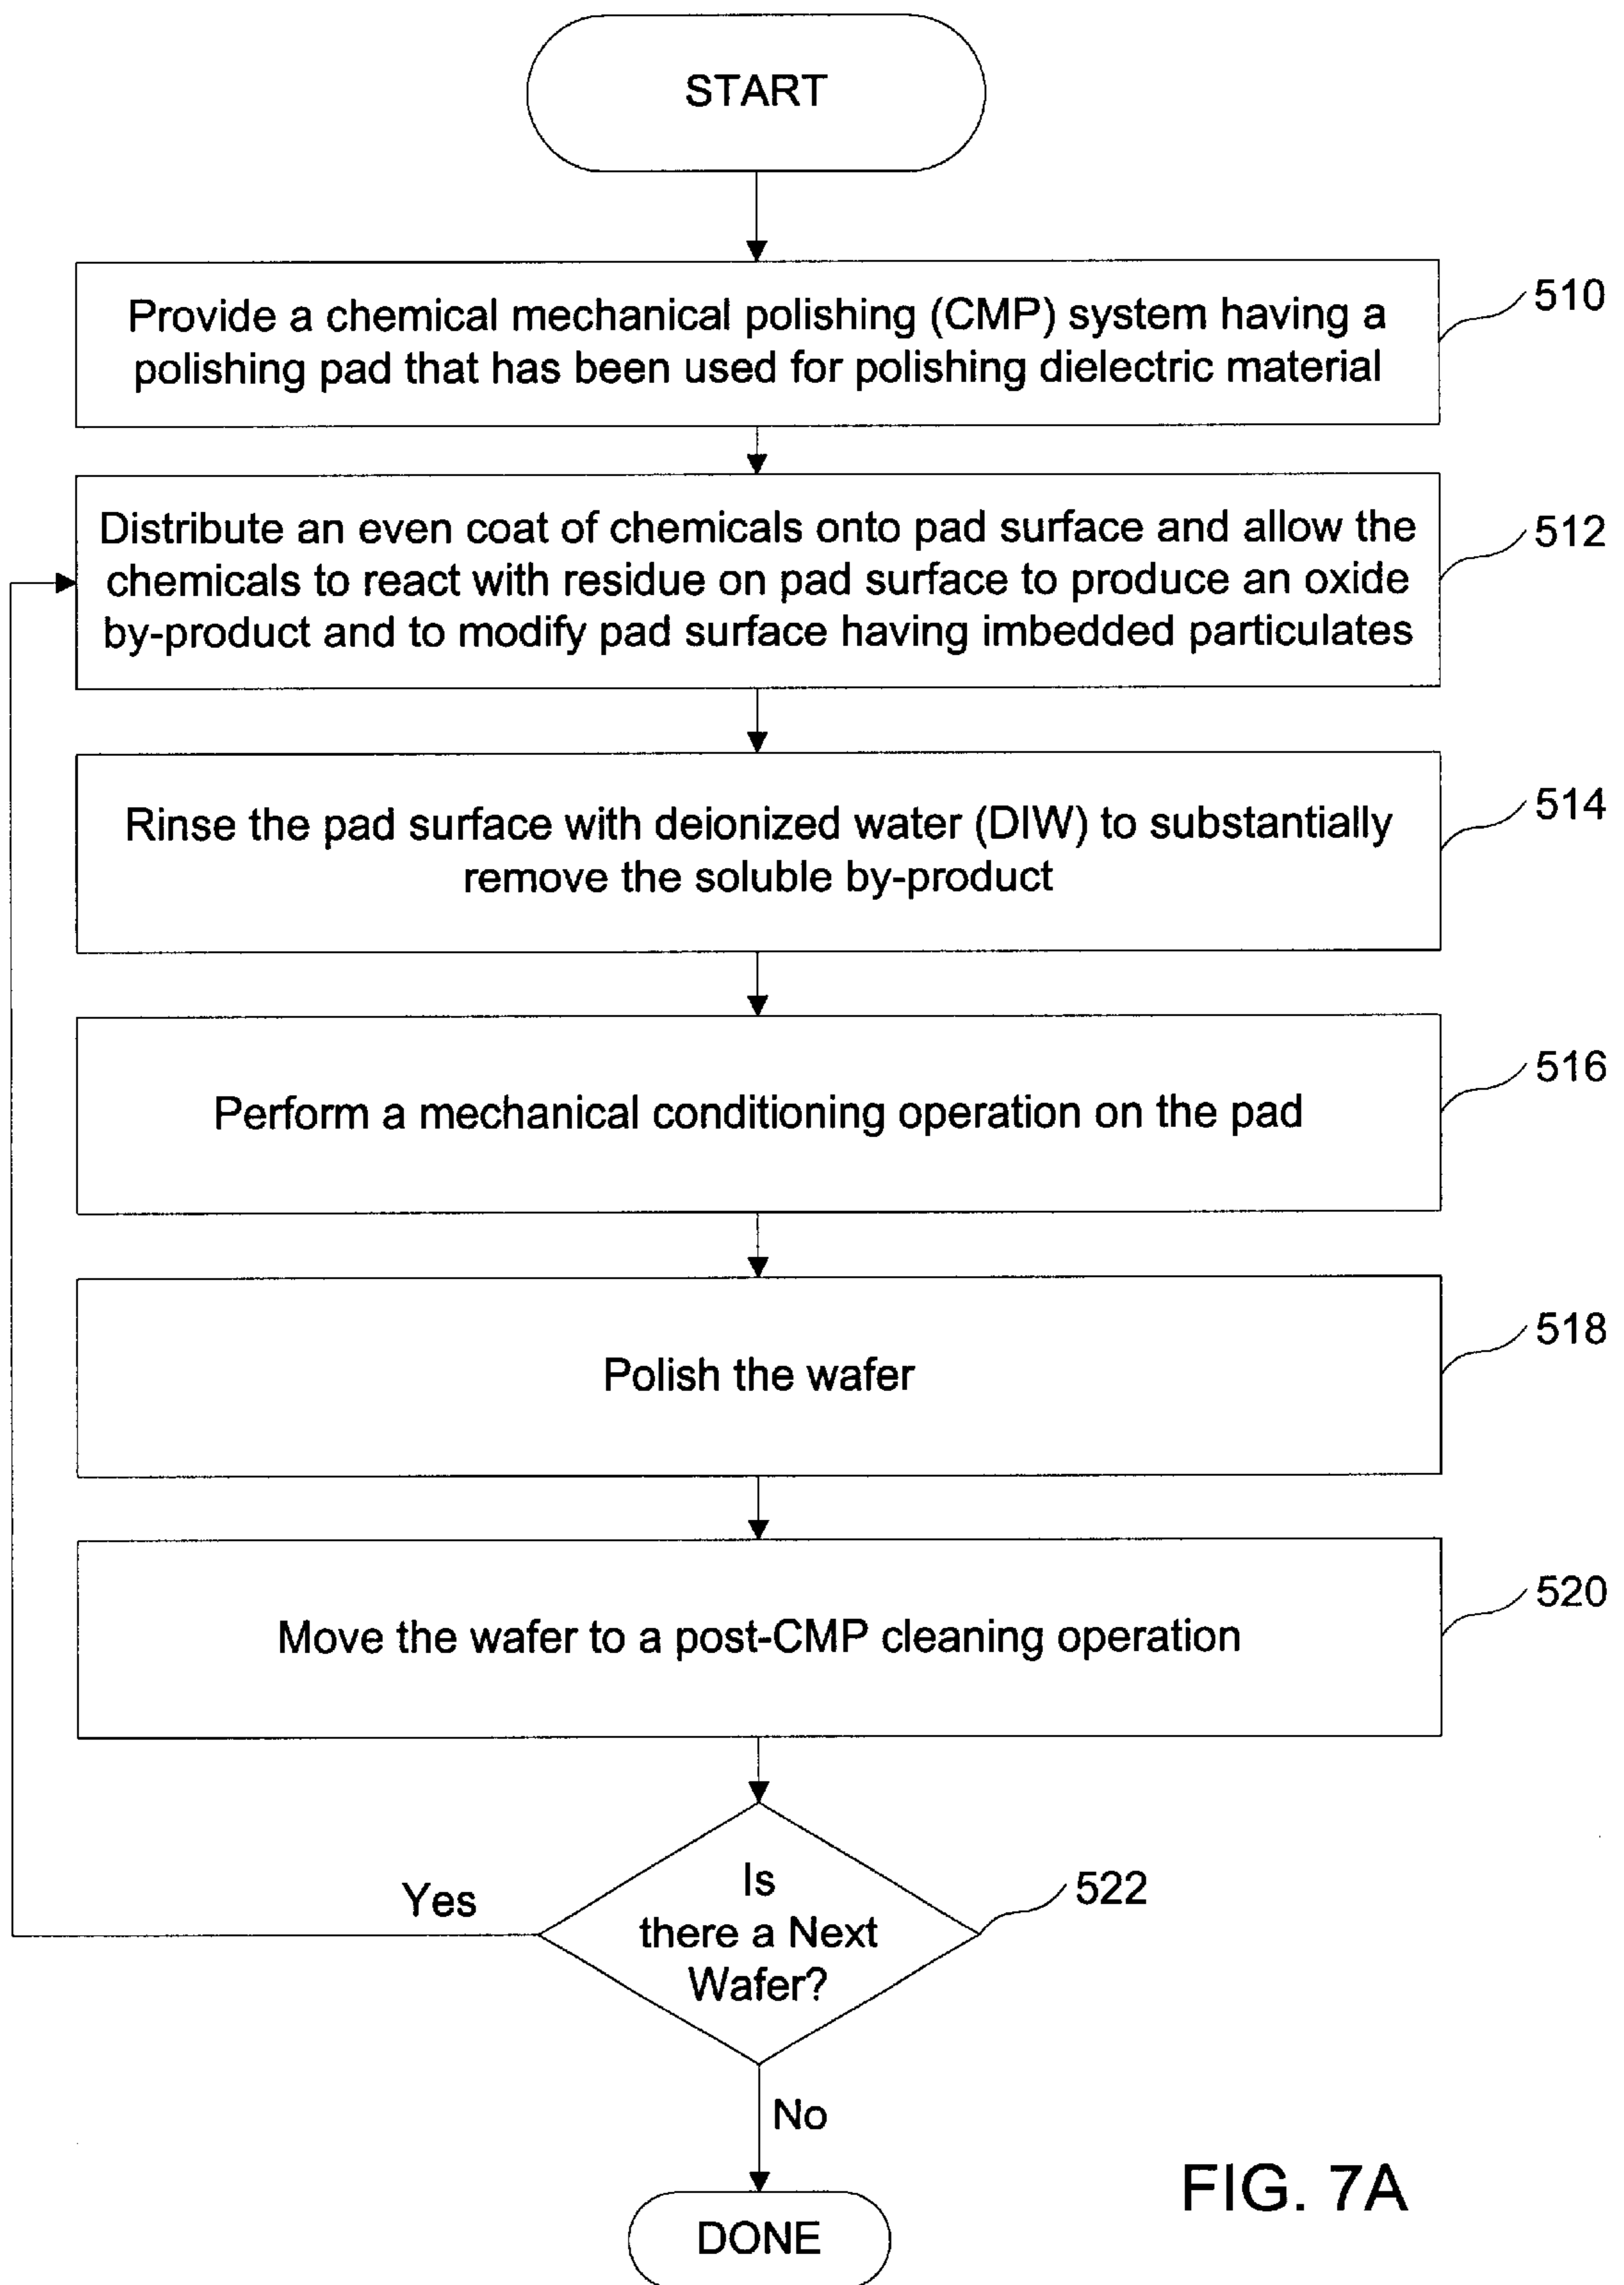 START
Provide a chemical mechanical polishing (CMP) system having a
polishing pad that has been used for polishing dielectric material
510
Distribute an even coat of chemicals onto pad surface and allow the
chemicals to react with residue on pad surface to produce an oxide
by-product and to modify pad surface having imbedded particulates
512
Rinse the pad surface with deionized water (DIW) to substantially
remove the soluble by-product
514
Perform a mechanical conditioning operation on the pad
516
Polish the wafer
518
Move the wafer to a post-CMP cleaning operation
520
Is
there a Next
Wafer?
522
Yes
No
DONE
FIG. 7A